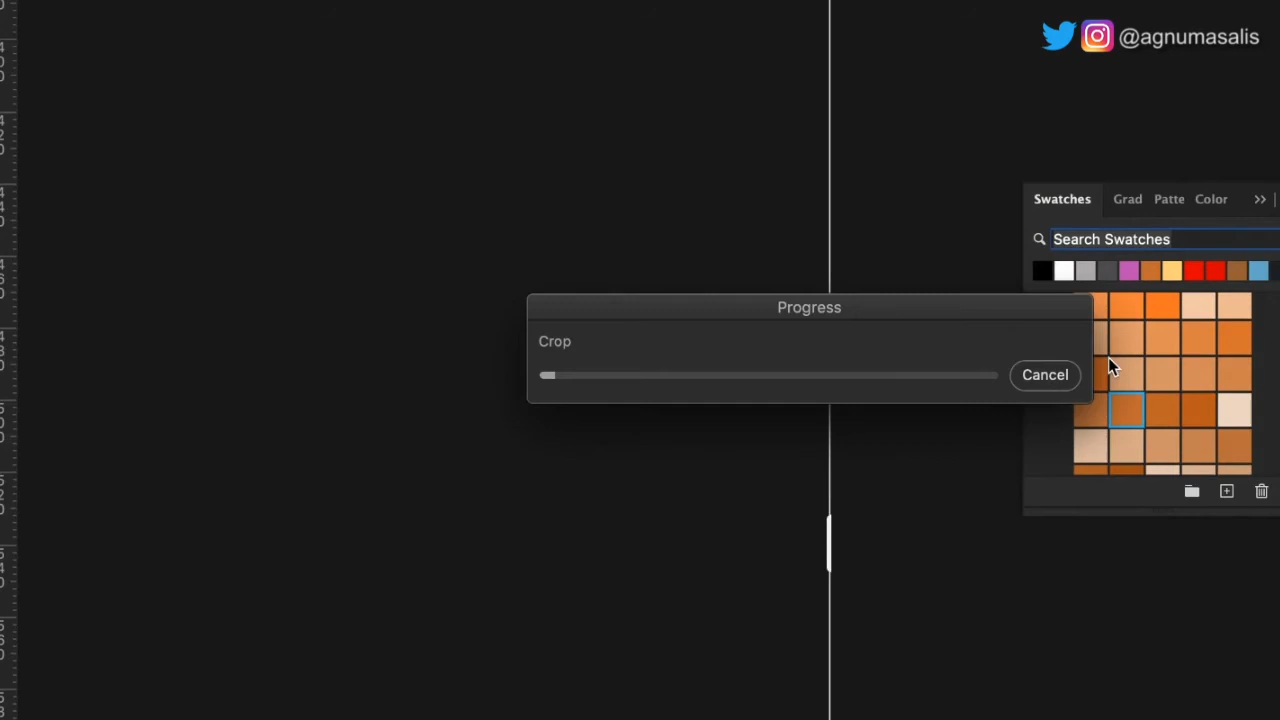 @agnumasalis
Swatches Grad Patte Color
Search Swatches
Progress
Crop
Cancel